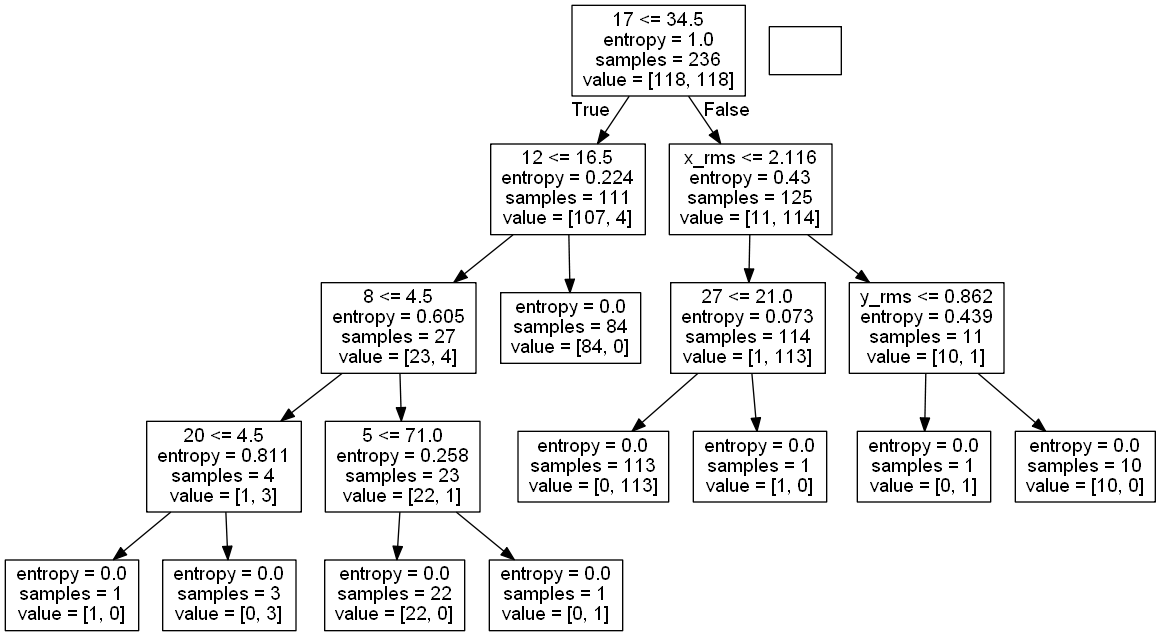 17 <= 34.5
entropy = 1.0
samples = 236
value = [118, 118]
True
False
12 <= 16.5
entropy = 0.224
samples = 111
value = [107, 4]
x_rms <= 2.116
entropy = 0.43
samples = 125
value = [11, 114]
8 <= 4.5
entropy = 0.605
samples = 27
value = [23, 4]
entropy = 0.0
samples = 84
value = [84, 0]
27 <= 21.0
entropy = 0.073
samples = 114
value = [1, 113]
y_rms <= 0.862
entropy = 0.439
samples = 11
value = [10, 1]
20 <= 4.5
entropy = 0.811
samples = 4
value = [1, 3]
5 <= 71.0
entropy = 0.258
samples = 23
value = [22, 1]
entropy = 0.0
samples = 113
value = [0, 113]
entropy = 0.0
samples = 1
value = [1, 0]
entropy = 0.0
samples = 1
value = [0, 1]
entropy = 0.0
samples = 10
value = [10, 0]
entropy = 0.0
samples = 1
value = [1, 0]
entropy = 0.0
samples = 3
value = [0, 3]
entropy = 0.0
samples = 22
value = [22, 0]
entropy = 0.0
samples = 1
value = [0, 1]